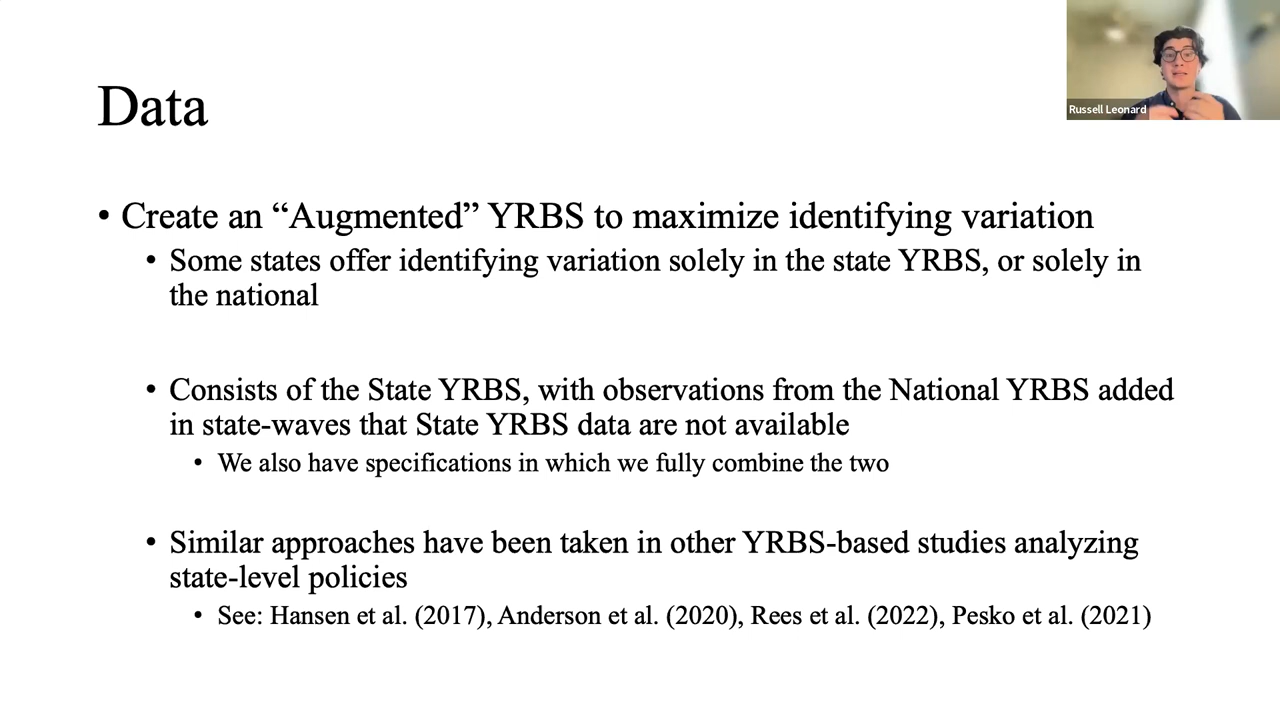 Russell Leonard
Data
• Create an “Augmented” YRBS to maximize identifying variation
• Some states offer identifying variation solely in the state YRBS, or solely in
the national
• Consists of the State YRBS, with observations from the National YRBS added
in state-waves that State YRBS data are not available
• We also have specifications in which we fully combine the two
• Similar approaches have been taken in other YRBS-based studies analyzing
state-level policies
• See: Hansen et al. (2017), Anderson et al. (2020), Rees et al. (2022), Pesko et al. (2021)